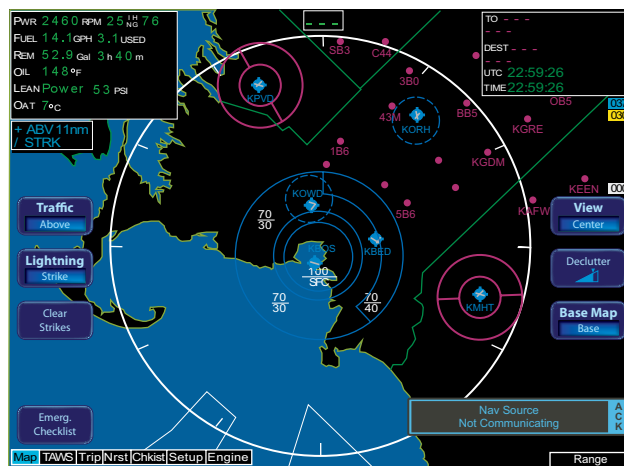 PWR 2460 RPM 25 IN HG 76
FUEL 14.1 GPH 3.1 USED
REM 52.9 Gal 3h40m
OIL 148°F
LEAN Power 53 PSI
OAT 7°C
+ ABV 11nm
/ STRK
- - -
TO - - -
- - -
DEST - - -
- - -
UTC 22:59:26
TIME 22:59:26
SB3
C44
3B0
KPVD
43M
KORH
BB5
OB5
KGRE
1B6
KGDM
KEEN
KAFW
KOWD
5B6
KBED
KMHT
70
30
100
SFC
70
30
70
40
000
Traffic
Above
Lightning
Strike
Clear
Strikes
Emerg.
Checklist
View
Center
Declutter
Base Map
Base
Nav Source
Not Communicating
A
C
K
Map TAWS Trip Nrst Chkist Setup Engine
Range